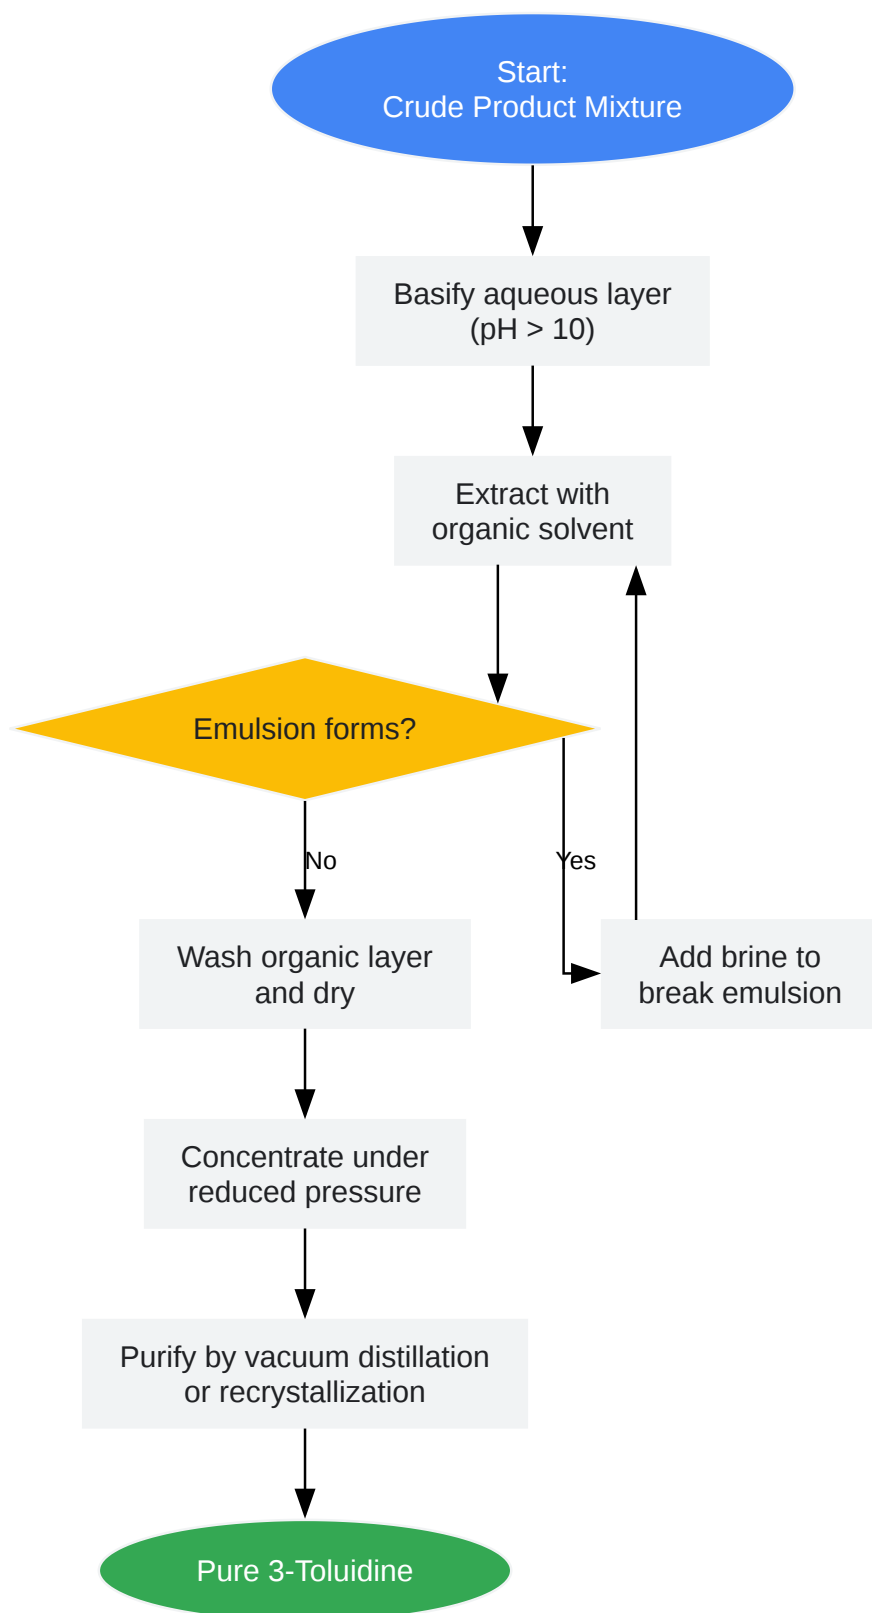 Start:
Crude Product Mixture
Basify aqueous layer
(pH > 10)
Extract with
organic solvent
Emulsion forms?
No
Yes
Wash organic layer
and dry
Add brine to
break emulsion
Concentrate under
reduced pressure
Purify by vacuum distillation
or recrystallization
Pure 3-Toluidine